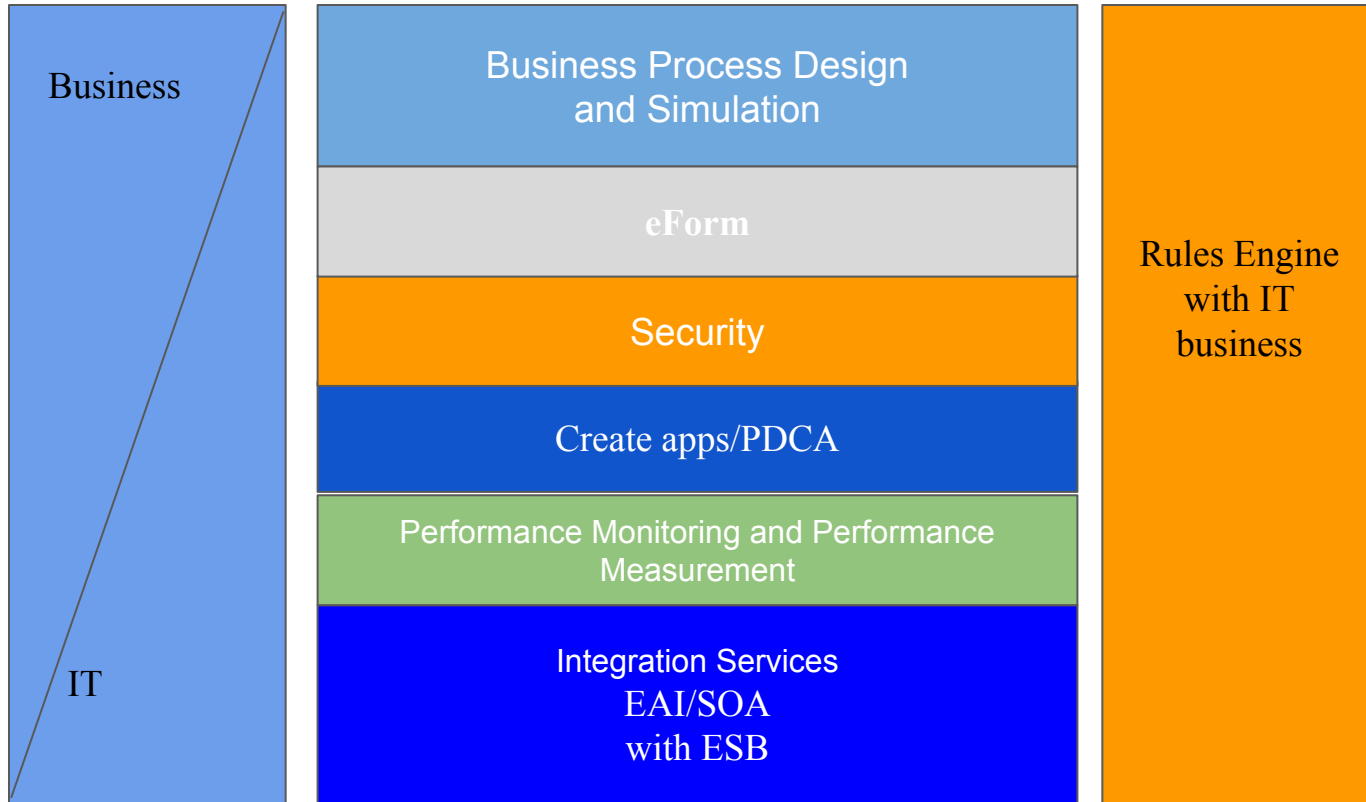 Business
IT
Business Process Design
and Simulation
eForm
Security
Create apps/PDCA
Performance Monitoring and Performance
Measurement
Integration Services
EAI/SOA
with ESB
Rules Engine
with IT
business